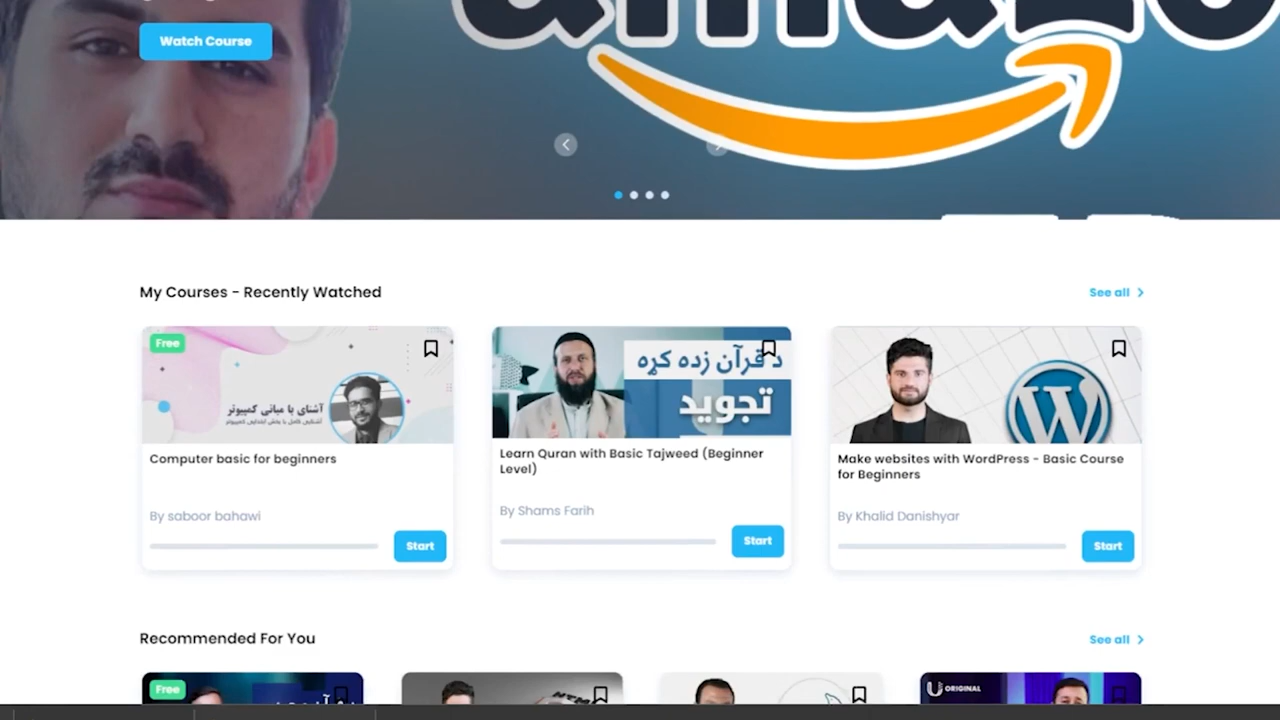 Watch Course
My Courses - Recently Watched
See all
Free
آشنای با مبانی کمپیوتر
Computer basic for beginners
By saboor bahawi
Start
د قرآن زده کړه
تجوید
Learn Quran with Basic Tajweed (Beginner
Level)
By Shams Farih
Start
W
Make websites with WordPress - Basic Course
for Beginners
By Khalid Danishyar
Start
Recommended For You
See all
Free
U ORIGINAL